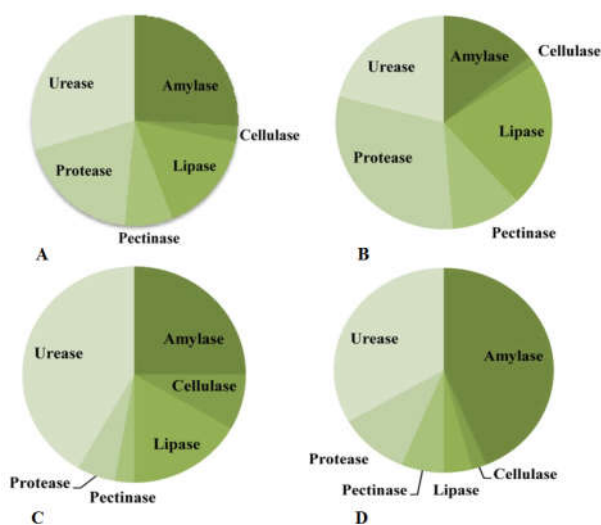 Urease
Amylase
Cellulase
Protease
Lipase
Pectinase
A
Urease
Amylase
Cellulase
Lipase
Protease
Pectinase
B
Urease
Amylase
Cellulase
Lipase
Protease
Pectinase
C
Urease
Amylase
Protease
Cellulase
Pectinase
Lipase
D